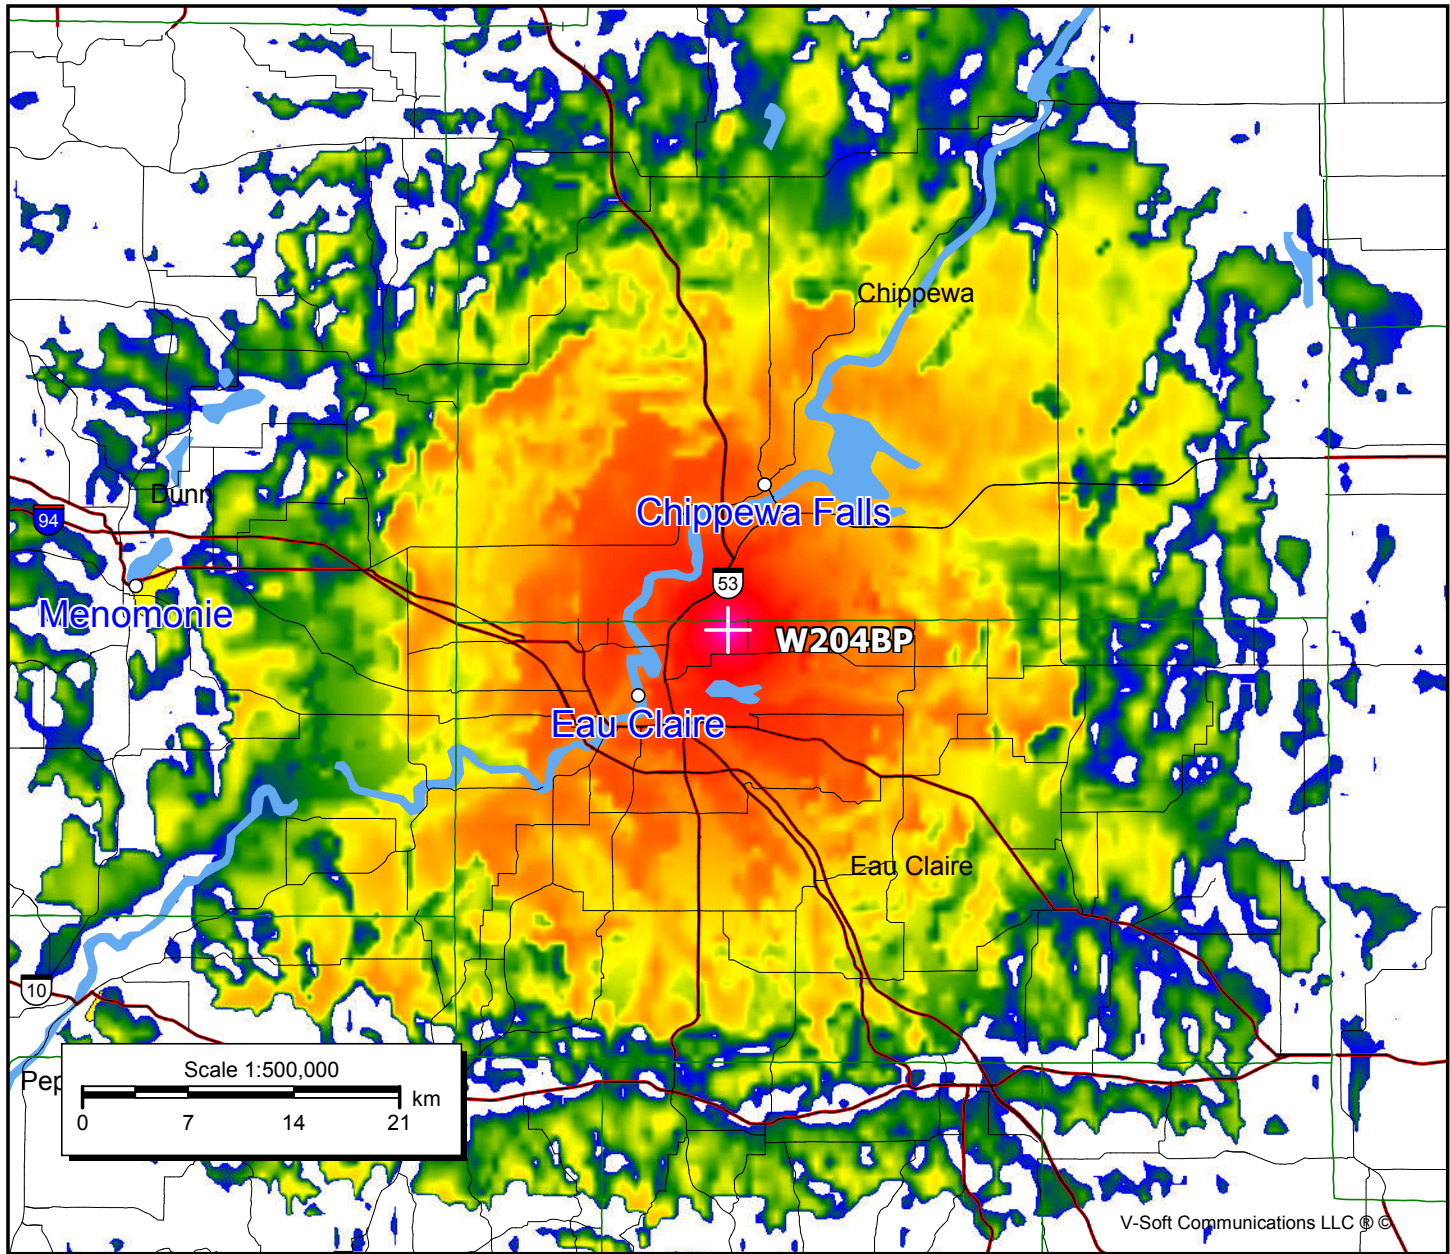 Chippewa
Dunn
94
Chippewa Falls
53
Menomonie
W204BP
Eau Claire
Eau Claire
10
Pep
Scale 1:500,000
km
0 7 14 21
V-Soft Communications LLC ® ©